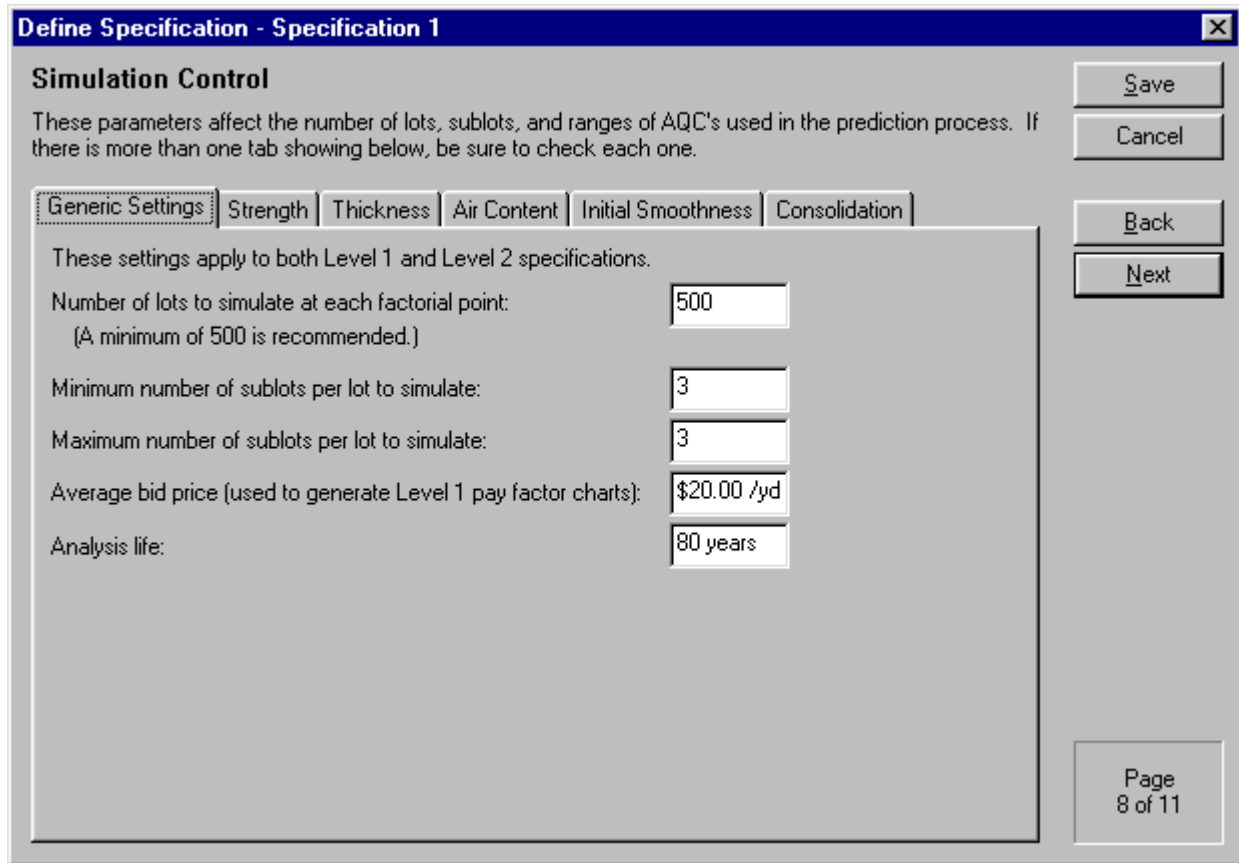 Define Specification - Specification 1
Simulation Control
These parameters affect the number of lots, sublots, and ranges of AQC's used in the prediction process. If
there is more than one tab showing below, be sure to check each one.
Save
Cancel
Back
Next
Generic Settings Strength Thickness Air Content Initial Smoothness Consolidation
These settings apply to both Level 1 and Level 2 specifications.
Number of lots to simulate at each factorial point: 500
(A minimum of 500 is recommended.)
Minimum number of sublots per lot to simulate: 3
Maximum number of sublots per lot to simulate: 3
Average bid price (used to generate Level 1 pay factor charts): $20.00 /yd
Analysis life: 80 years
Page
8 of 11